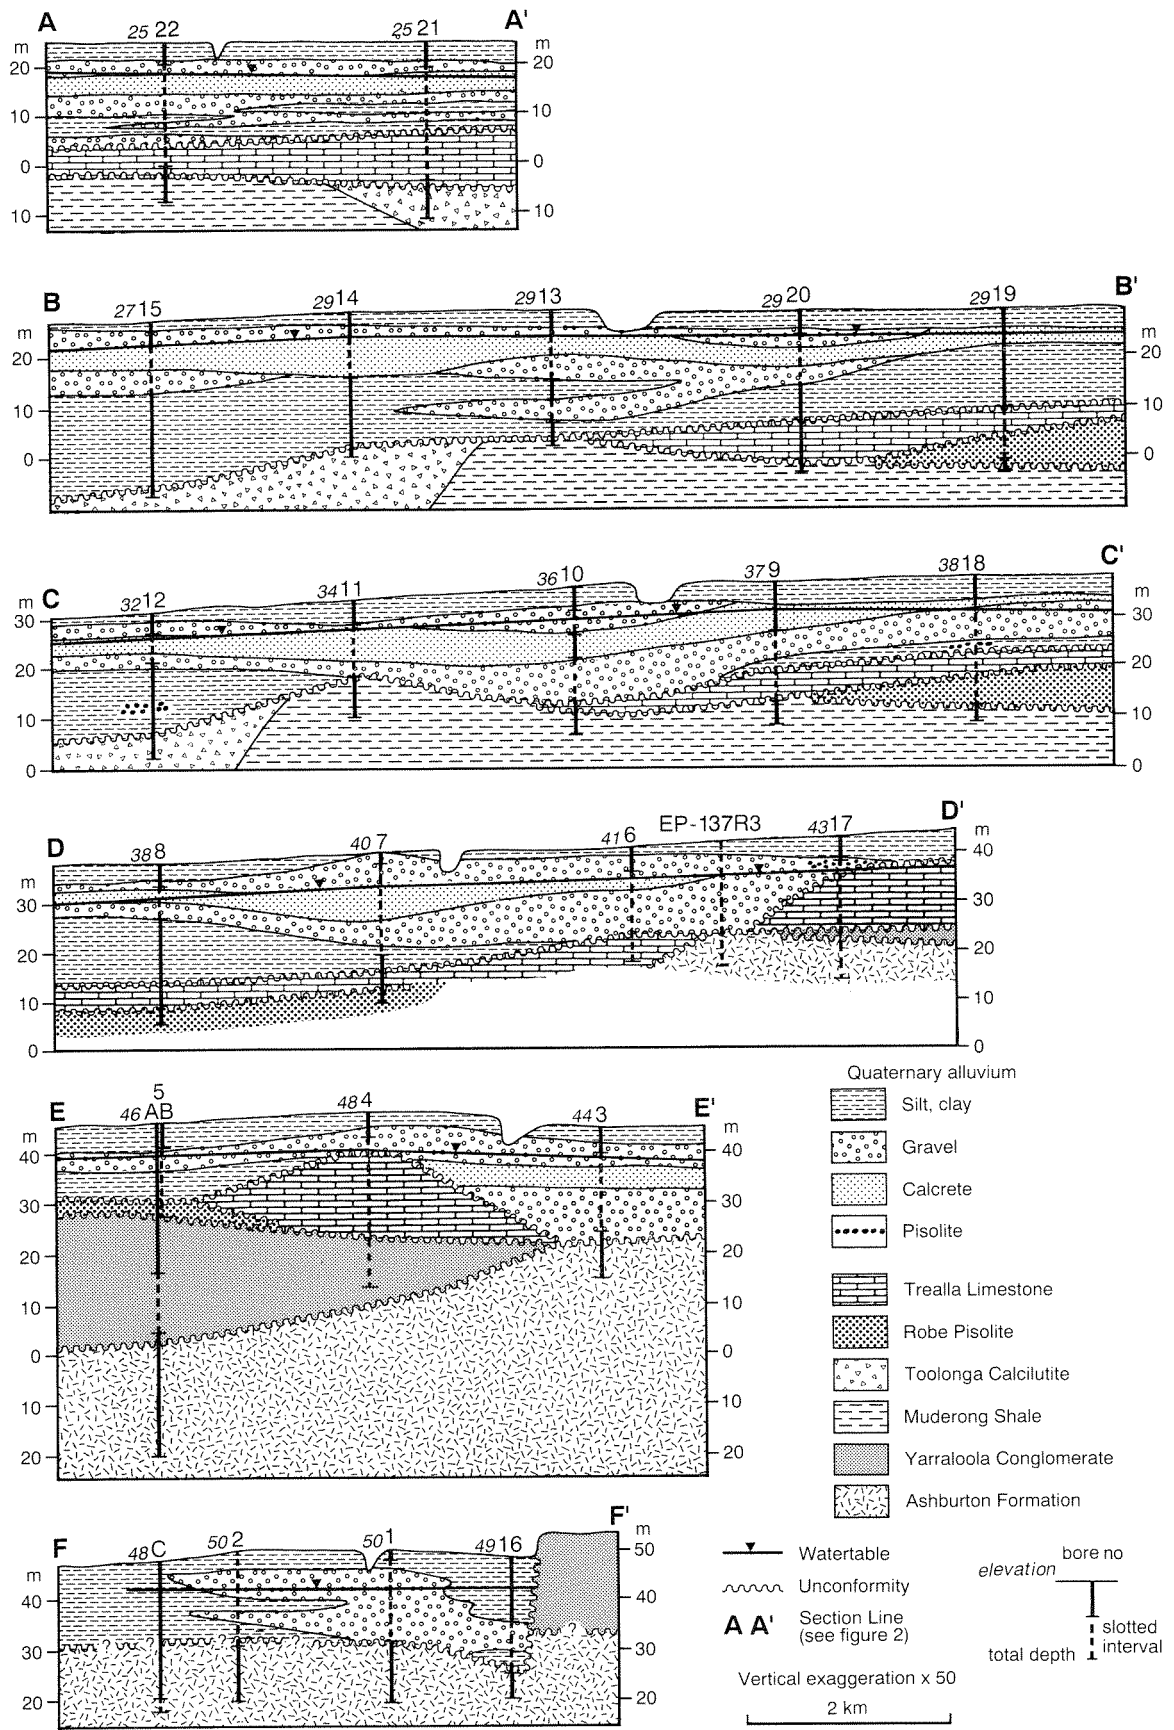 A A'
25 22 25 21
m m
20 20
10 10
0 0
10 10
B B'
27 15 29 14 29 13 29 20 29 19
m m
20 20
10 10
0 0
C C'
32 12 34 11 36 10 37 9 38 18
m m
30 30
20 20
10 10
0 0
D D'
38 8 40 7 41 6 EP-137R3 43 17
m m
40
30 30
20 20
10 10
0 0
E E'
46 5 AB 48 4 44 3
m m
40 40
30 30
20 20
10 10
0 0
10 10
20 20
F F'
48 C 50 2 50 1 49 16
m m
50
40 40
30 30
20 20
? ? ? ?
Quaternary alluvium
Silt, clay
Gravel
Calcrete
Pisolite
Trealla Limestone
Robe Pisolite
Toolonga Calcilutite
Muderong Shale
Yarraloola Conglomerate
Ashburton Formation
Watertable
Unconformity
A A' Section Line
(see figure 2)
elevation bore no
slotted
interval
total depth
Vertical exaggeration x 50
2 km